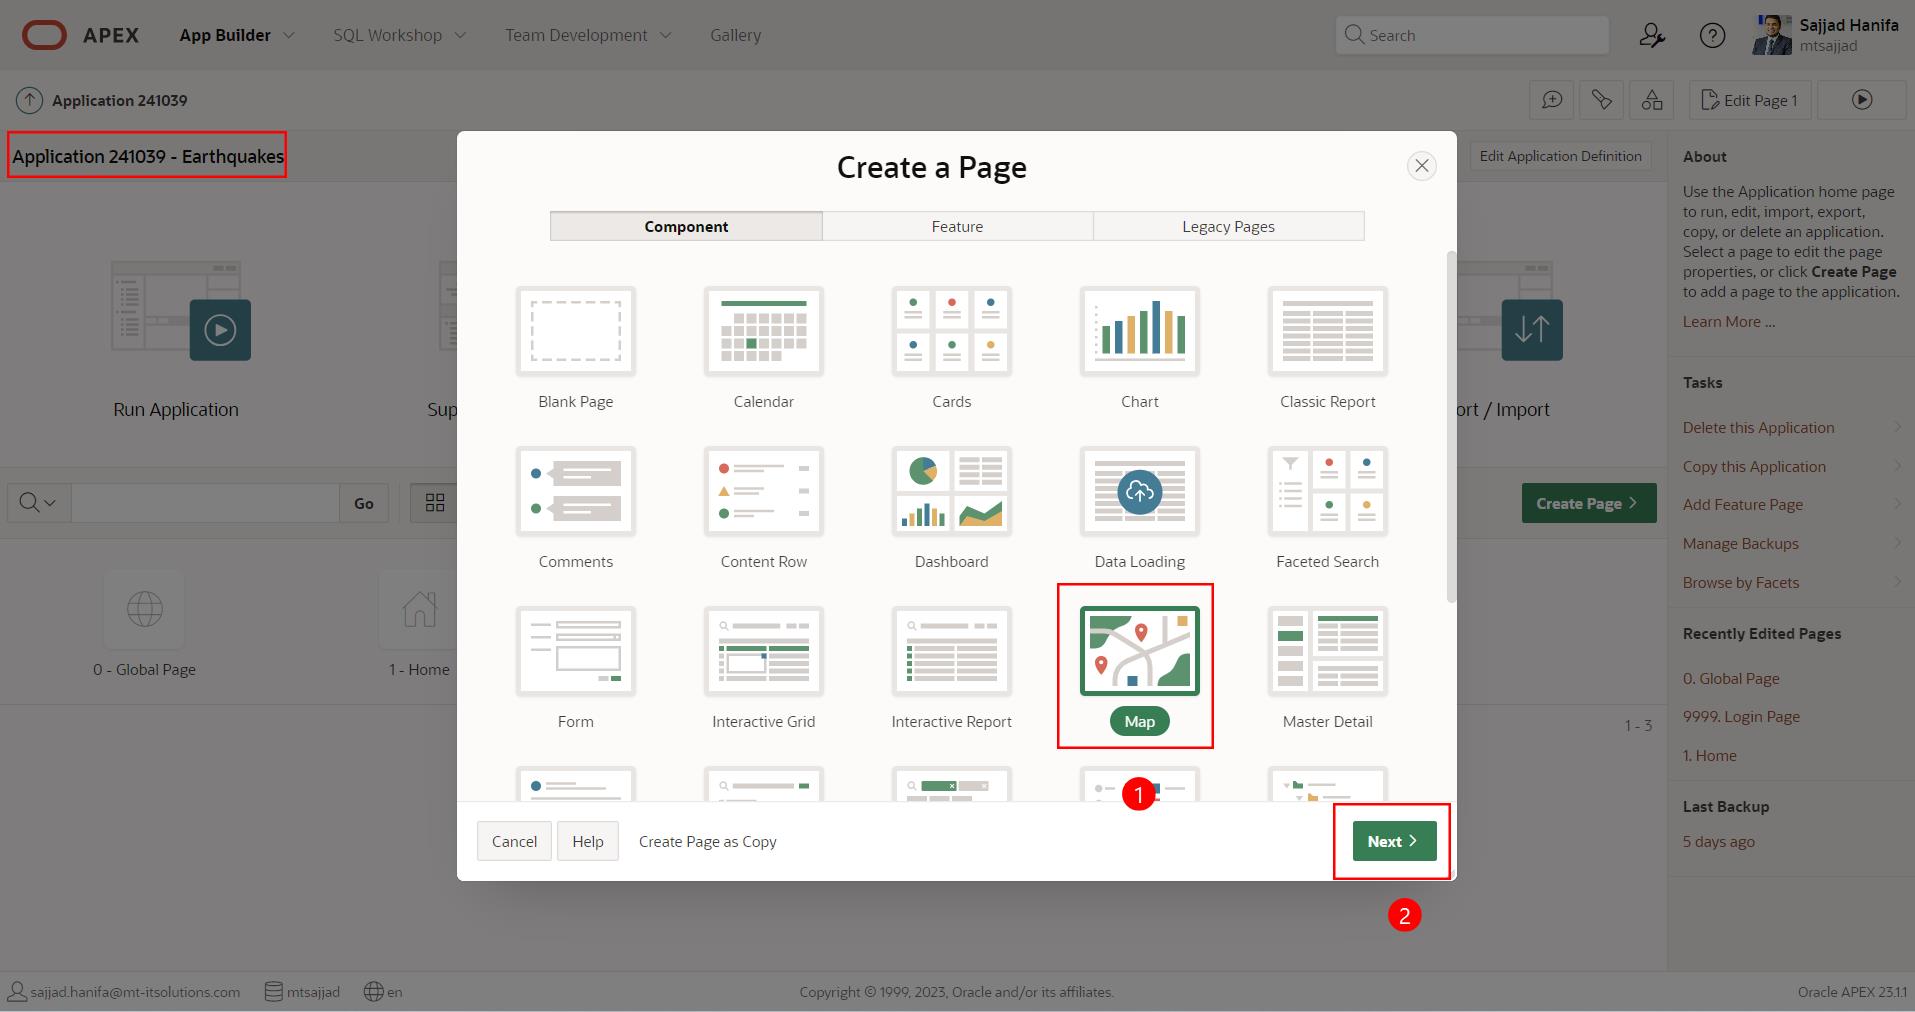 APEX
App Builder
SQL Workshop
Team Development
Gallery
Search
Sajjad Hanifa
mtsajjad
Application 241039
Edit Page 1
Application 241039 - Earthquakes
Edit Application Definition
Run Application
Sup
ort / Import
Go
Create Page
0 - Global Page
1 - Home
1 - 3
Create a Page
Component
Feature
Legacy Pages
Blank Page
Calendar
Cards
Chart
Classic Report
Comments
Content Row
Dashboard
Data Loading
Faceted Search
Form
Interactive Grid
Interactive Report
Map
Master Detail
1
Cancel
Help
Create Page as Copy
Next
2
About
Use the Application home page
to run, edit, import, export,
copy, or delete an application.
Select a page to edit the page
properties, or click Create Page
to add a page to the application.
Learn More ...
Tasks
Delete this Application
Copy this Application
Add Feature Page
Manage Backups
Browse by Facets
Recently Edited Pages
0. Global Page
9999. Login Page
1. Home
Last Backup
5 days ago
sajjad.hanifa@mt-itsolutions.com
mtsajjad
en
Copyright © 1999, 2023, Oracle and/or its affiliates.
Oracle APEX 23.1.1